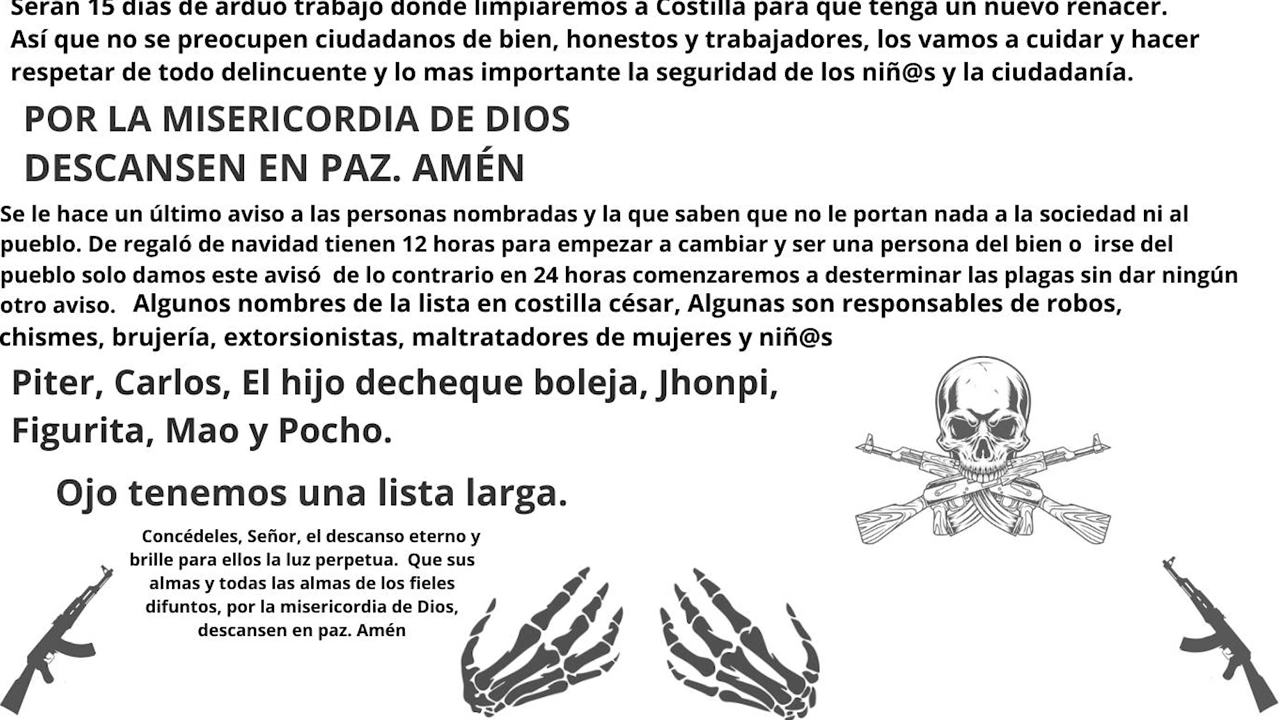 Serán 15 días de arduo trabajo donde limpiaremos a Costilla para que tenga un nuevo renacer.
Así que no se preocupen ciudadanos de bien, honestos y trabajadores, los vamos a cuidar y hacer
respetar de todo delincuente y lo mas importante la seguridad de los niñ@s y la ciudadanía.
POR LA MISERICORDIA DE DIOS
DESCANSEN EN PAZ. AMÉN
Se le hace un último aviso a las personas nombradas y la que saben que no le portan nada a la sociedad ni al
pueblo. De regaló de navidad tienen 12 horas para empezar a cambiar y ser una persona del bien o irse del
pueblo solo damos este avisó de lo contrario en 24 horas comenzaremos a desterminar las plagas sin dar ningún
otro aviso. Algunos nombres de la lista en costilla césar, Algunas son responsables de robos,
chismes, brujería, extorsionistas, maltratadores de mujeres y niñ@s
Piter, Carlos, El hijo decheque boleja, Jhonpi,
Figurita, Mao y Pocho.
Ojo tenemos una lista larga.
Concédeles, Señor, el descanso eterno y
brille para ellos la luz perpetua. Que sus
almas y todas las almas de los fieles
difuntos, por la misericordia de Dios,
descansen en paz. Amén